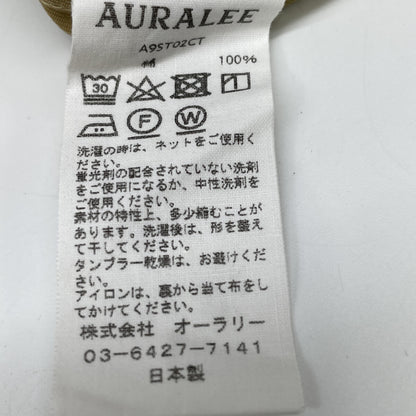 AURALEE
A9ST02CT
綿 100%
30
F W
洗濯の時は、ネットをご使用く
ださい。
蛍光剤の配合されていない洗剤
をご使用になるか、中性洗剤を
ご使用ください。
素材の特性上、多少縮むことが
あります。洗濯後は、形を整え
て干してください。
タンブラー乾燥は、お避けくだ
さい。
アイロンは、裏から当て布をし
てかけてください。
株式会社 オーラリー
03-6427-7141
日本製